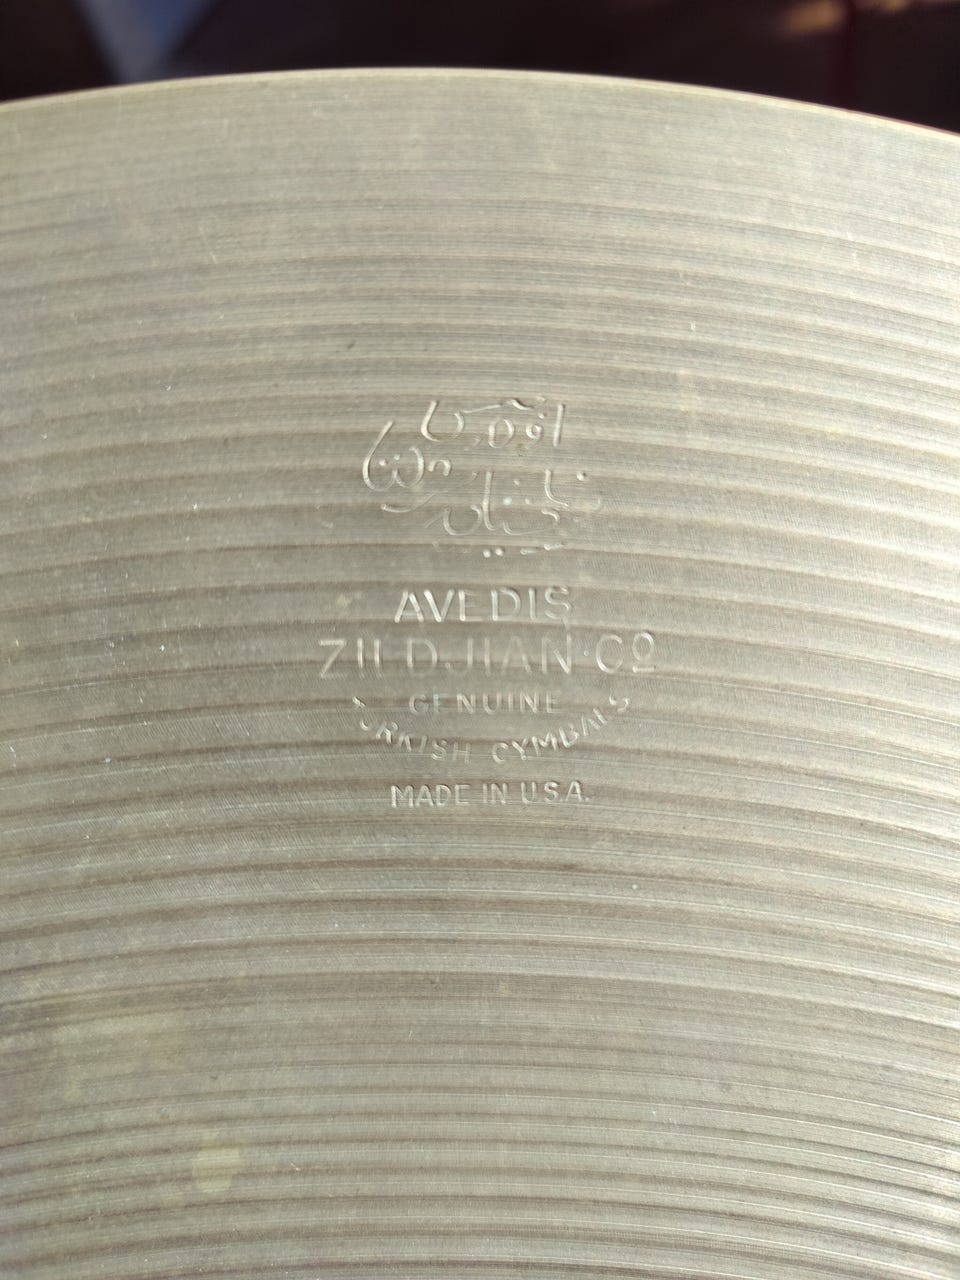 AVEDIS
ZILDJIAN Co
GENUINE
TURKISH CYMBALS
MADE IN U.S.A.